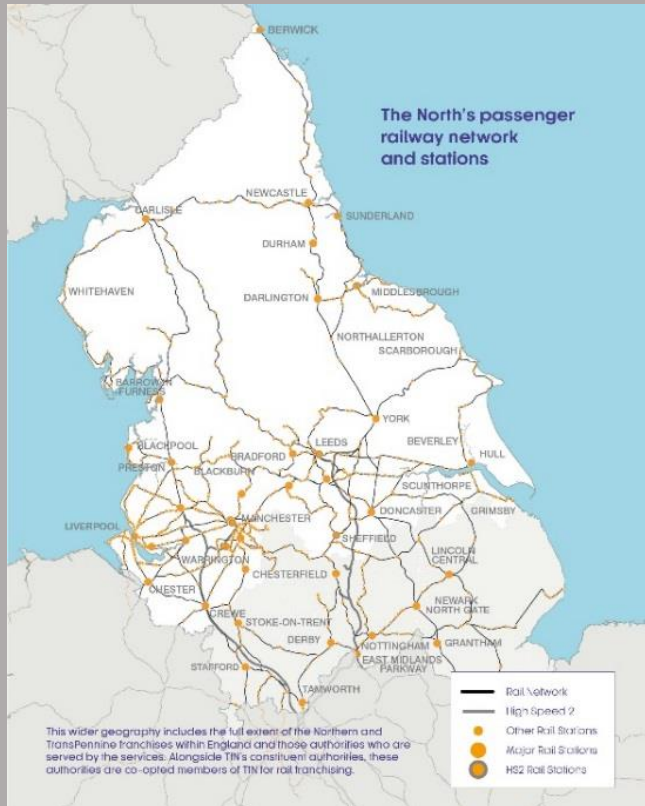 BERWICK
The North's passenger
railway network
and stations
NEWCASTLE
CARLISLE
SUNDERLAND
DURHAM
WHITEHAVEN
MIDDLESBROUGH
DARLINGTON
NORTHALLERTON
SCARBOROUGH
BARROW IN
FURNESS
YORK
BLACKPOOL
LEEDS
BEVERLEY
BRADFORD
HULL
PRESTON
BLACKBURN
SCUNTHORPE
DONCASTER
GRIMSBY
MANCHESTER
LIVERPOOL
SHEFFIELD
WARRINGTON
LINCOLN
CENTRAL
CHESTERFIELD
CHESTER
NEWARK
NORTH GATE
CREWE
STOKE-ON-TRENT
DERBY
NOTTINGHAM
GRANTHAM
EAST MIDLANDS
PARKWAY
STAFFORD
TAMWORTH
Rail Network
High Speed 2
Other Rail Stations
Major Rail Stations
HS2 Rail Stations
This wider geography includes the full extent of the Northern and
TransPennine franchises within England and those authorities who are
served by the services. Alongside TfN's constituent authorities, these
authorities are co-opted members of TfN for rail franchising.